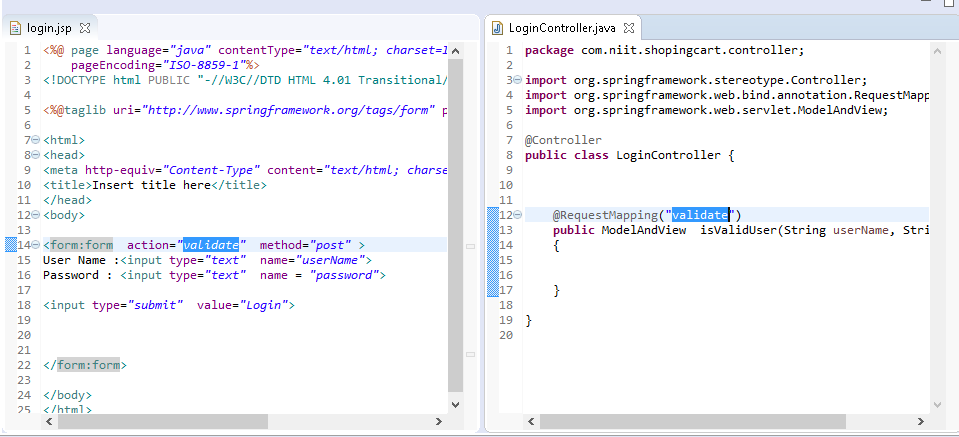 login.jsp
1 <%@ page language="java" contentType="text/html; charset=I
2 pageEncoding="ISO-8859-1"%>
3 <!DOCTYPE html PUBLIC "-//W3C//DTD HTML 4.01 Transitional/
4
5 <%@taglib uri="http://www.springframework.org/tags/form" p
6
7 <html>
8 <head>
9 <meta http-equiv="Content-Type" content="text/html; charse
10 <title>Insert title here</title>
11 </head>
12 <body>
13
14 <form:form action="validate" method="post" >
15 User Name :<input type="text" name="userName">
16 Password : <input type="text" name = "password">
17
18 <input type="submit" value="Login">
19
20
21
22 </form:form>
23
24 </body>
25 </html>
LoginController.java
1 package com.niit.shopingcart.controller;
2
3 import org.springframework.stereotype.Controller;
4 import org.springframework.web.bind.annotation.RequestMapp
5 import org.springframework.web.servlet.ModelAndView;
6
7 @Controller
8 public class LoginController {
9
10
11
12 @RequestMapping("validate")
13 public ModelAndView isValidUser(String userName, Stri
14 {
15
16
17 }
18
19 }
20